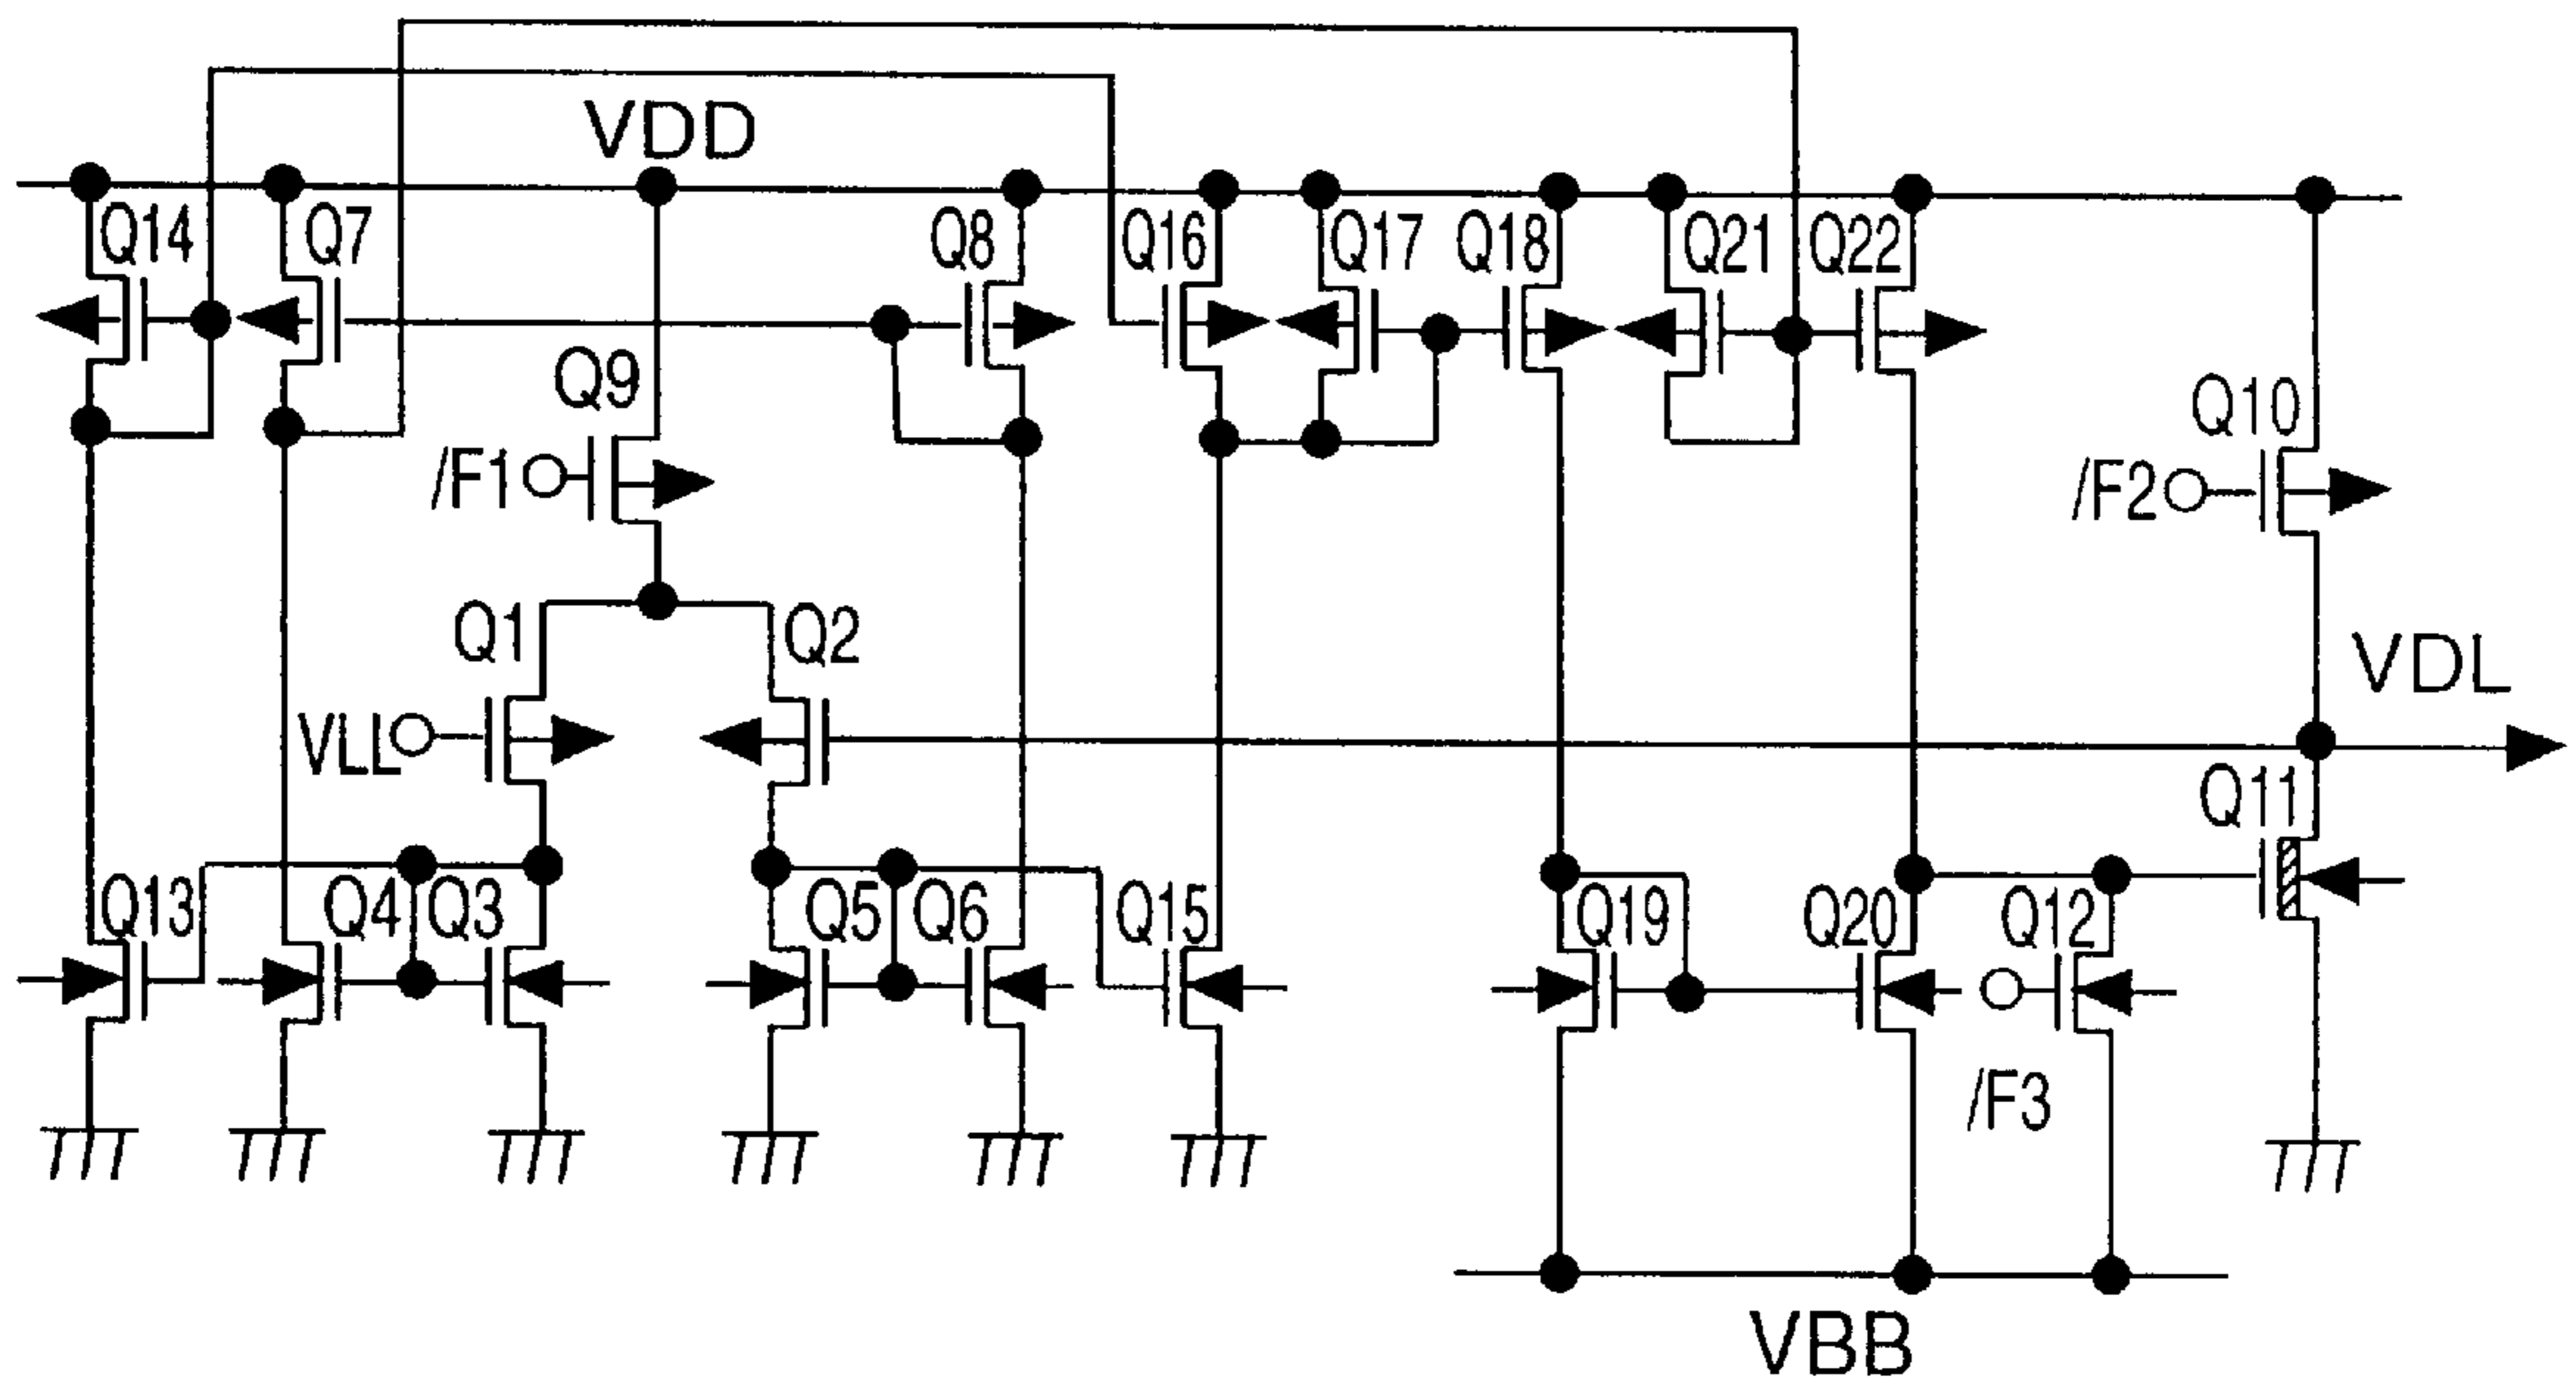 VDD
Q14 Q7 Q8 Q16 Q17 Q18 Q21 Q22
Q9
Q10
/F1
/F2
Q1 Q2
VDL
VLL
Q11
Q13 Q4 Q3 Q5 Q6 Q15 Q19 Q20 Q12
/F3
VBB